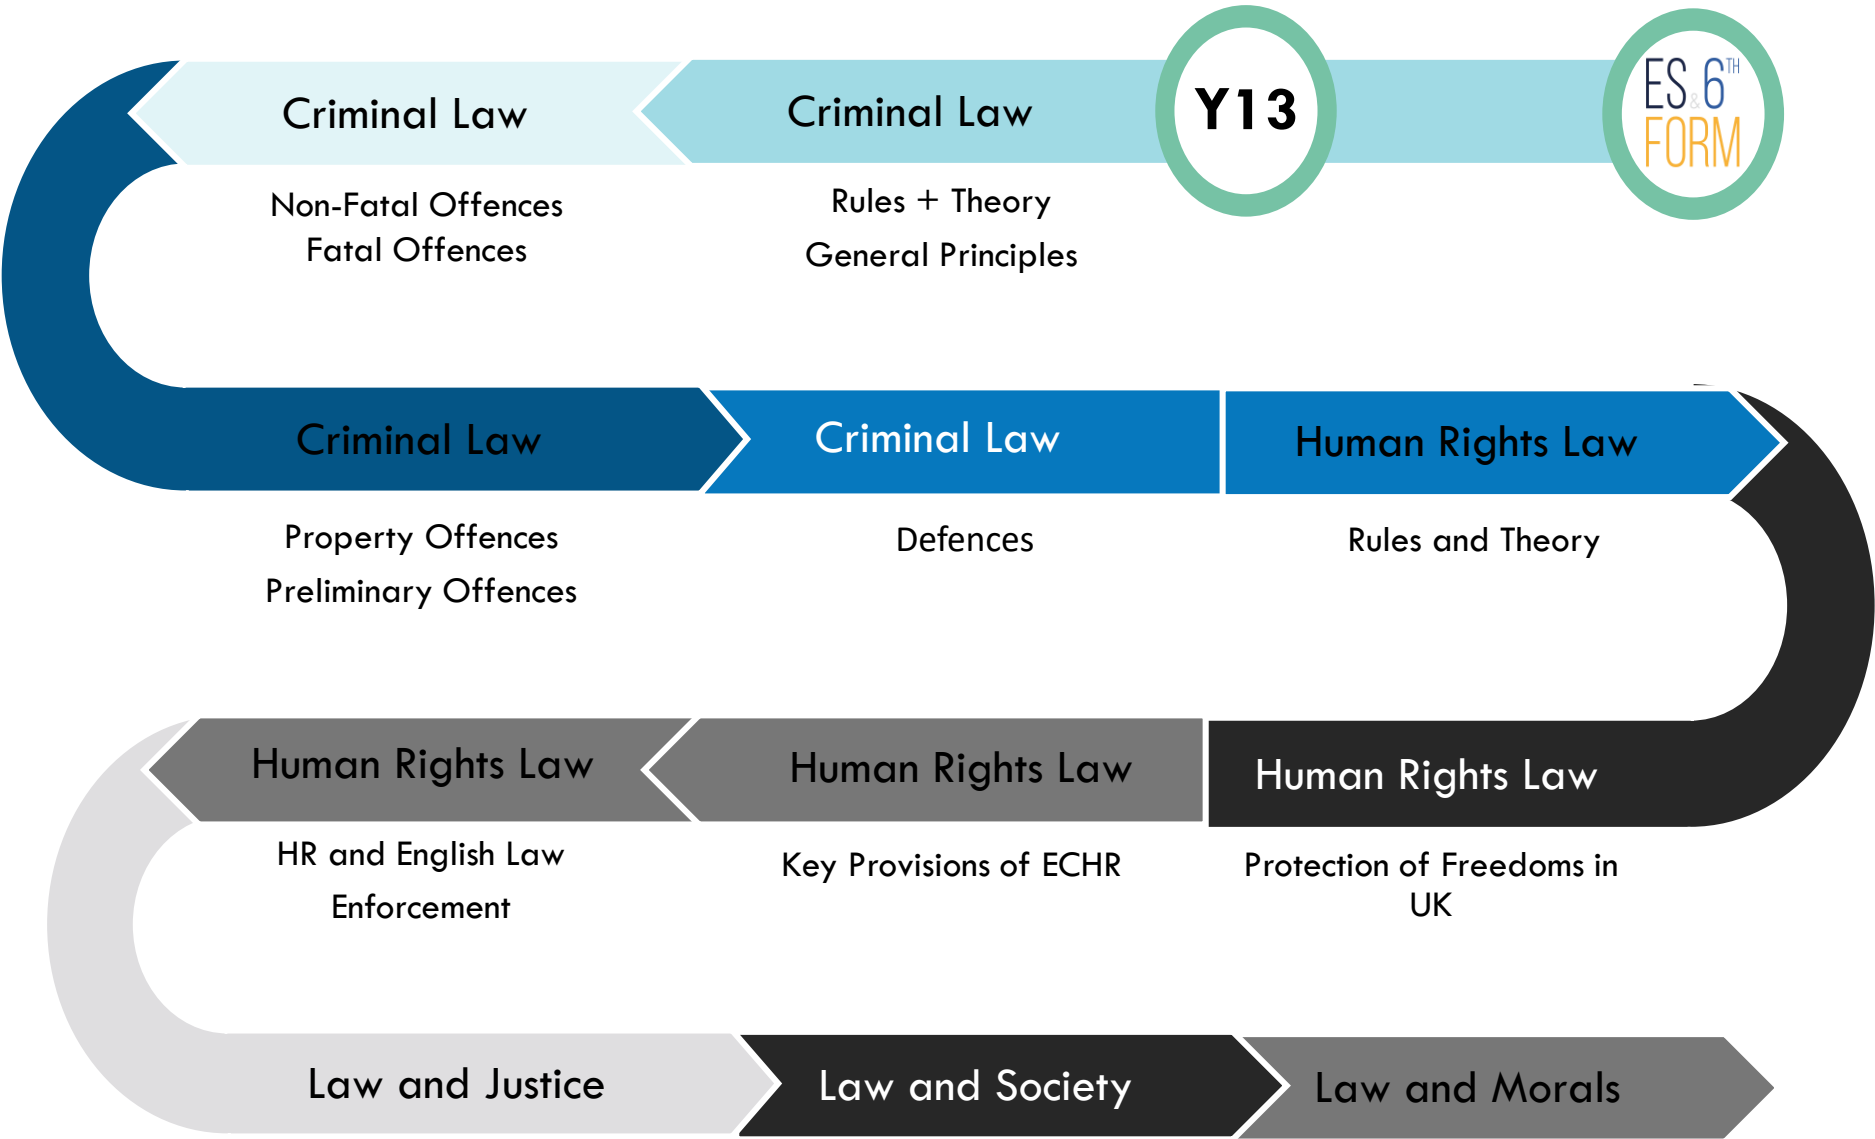 Criminal Law
Criminal Law
Y13
ES & 6TH
FORM
Non-Fatal Offences
Fatal Offences
Rules + Theory
General Principles
Criminal Law
Criminal Law
Human Rights Law
Property Offences
Preliminary Offences
Defences
Rules and Theory
Human Rights Law
Human Rights Law
Human Rights Law
HR and English Law
Enforcement
Key Provisions of ECHR
Protection of Freedoms in
UK
Law and Justice
Law and Society
Law and Morals